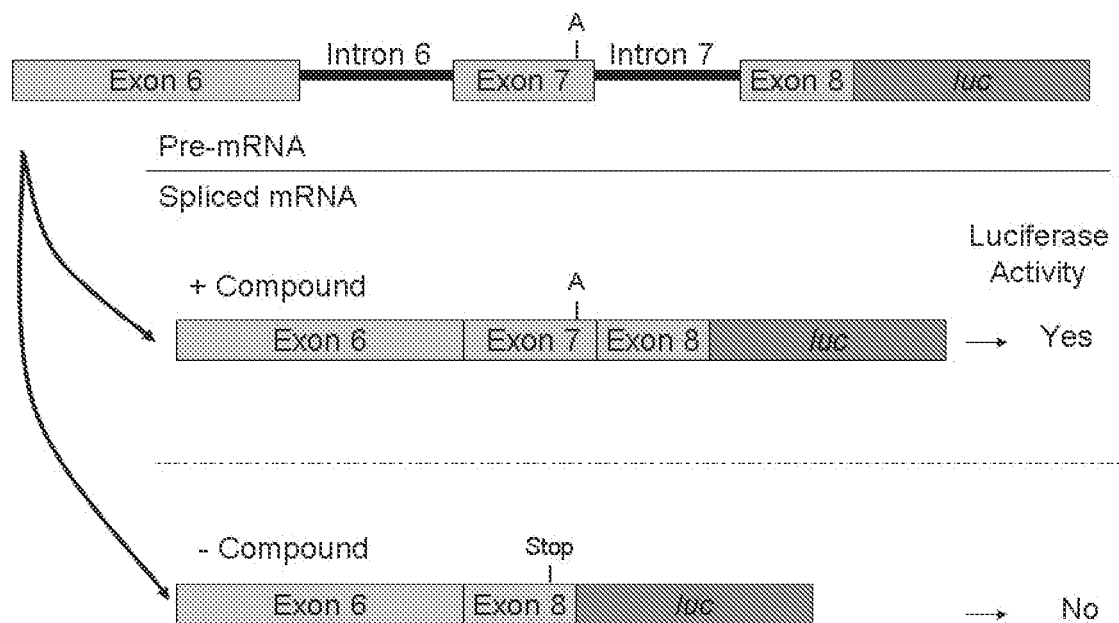 A
Intron 6
Intron 7
Exon 6
Exon 7
Exon 8
luc
Pre-mRNA
Spliced mRNA
Luciferase
Activity
+ Compound
A
Exon 6
Exon 7
Exon 8
luc
Yes
- Compound
Stop
Exon 6
Exon 8
luc
No